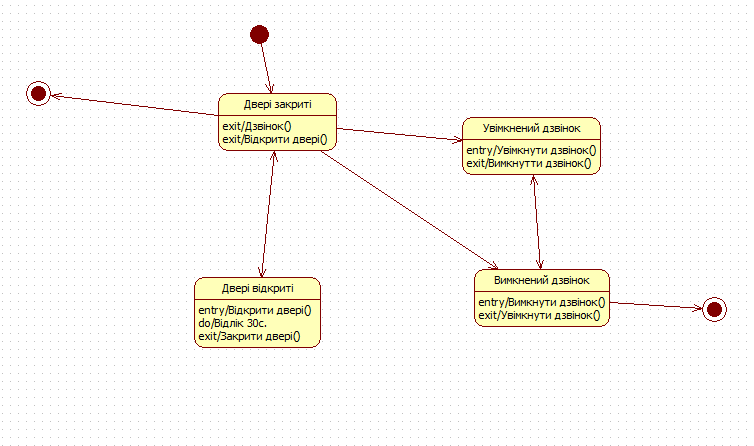 Двері закриті
exit/Дзвінок()
exit/Відкрити двері()
Увімкнений дзвінок
entry/Увімкнути дзвінок()
exit/Вимкнутти дзвінок()
Двері відкриті
entry/Відкрити двері()
do/Відлік 30с.
exit/Закрити двері()
Вимкнений дзвінок
entry/Вимкнути дзвінок()
exit/Увімкнути дзвінок()